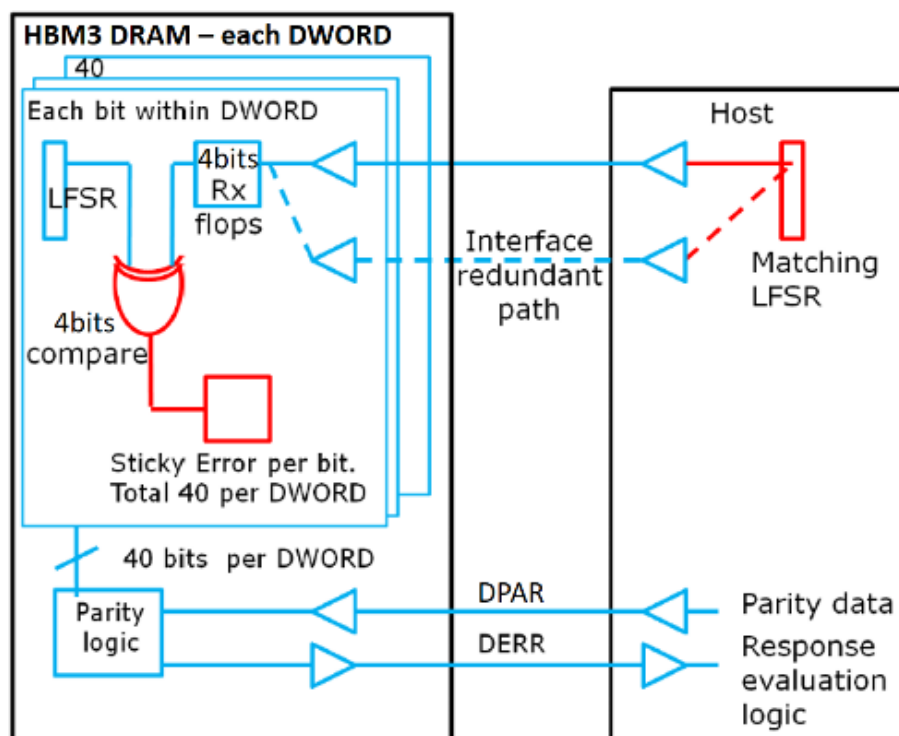 HBM3 DRAM – each DWORD
40
Each bit within DWORD
LFSR
4bits
Rx
flops
4bits
compare
Sticky Error per bit.
Total 40 per DWORD
40 bits per DWORD
Parity
logic
Interface
redundant
path
DPAR
DERR
Host
Matching
LFSR
Parity data
Response
evaluation
logic